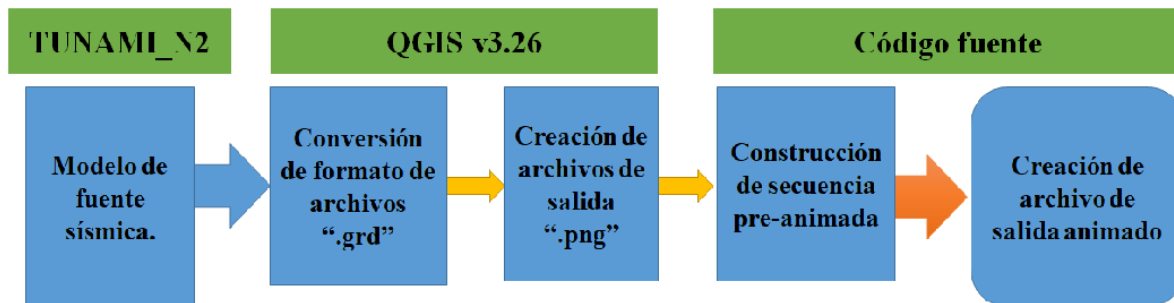 TUNAMI_N2
QGIS v3.26
Código fuente
Modelo de
fuente
sísmica.
Conversión
de formato de
archivos
“.grd”
Creación de
archivos de
salida
“.png”
Construcción
de secuencia
pre-animada
Creación de
archivo de
salida animado